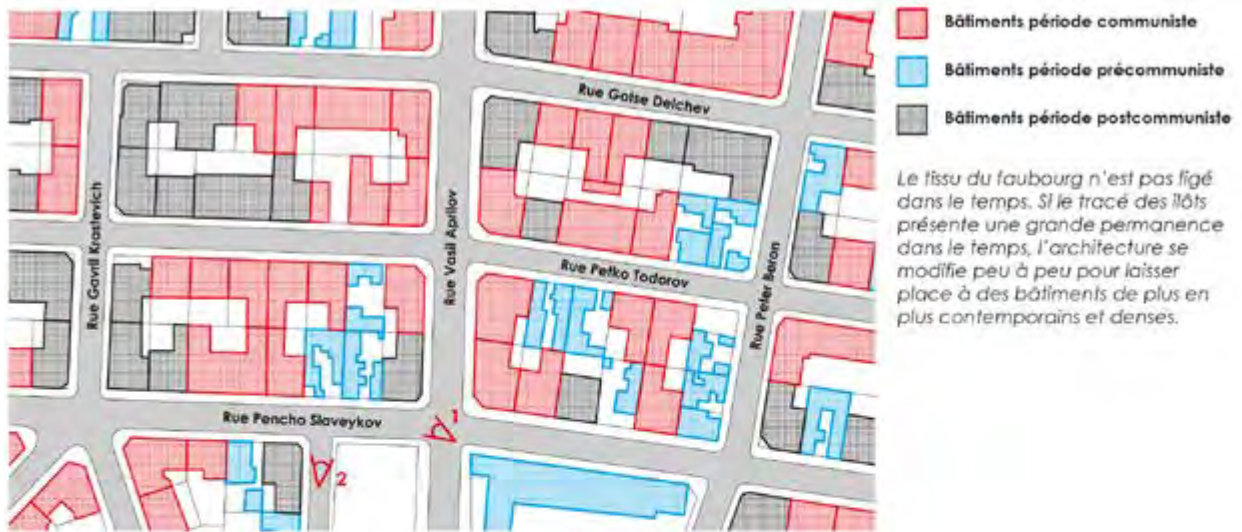 Bâtiments période communiste
Bâtiments période précommuniste
Bâtiments période postcommuniste
Le tissu du faubourg n'est pas figé
dans le temps. Si le tracé des îlots
présente une grande permanence
dans le temps, l'architecture se
modifie peu à peu pour laisser
place à des bâtiments de plus en
plus contemporains et denses.
Rue Gotse Delchev
Rue Gavril Krastevich
Rue Vasil Aprilov
Rue Petko Todorov
Rue Peter Beron
Rue Pencho Slaveykov
1
2